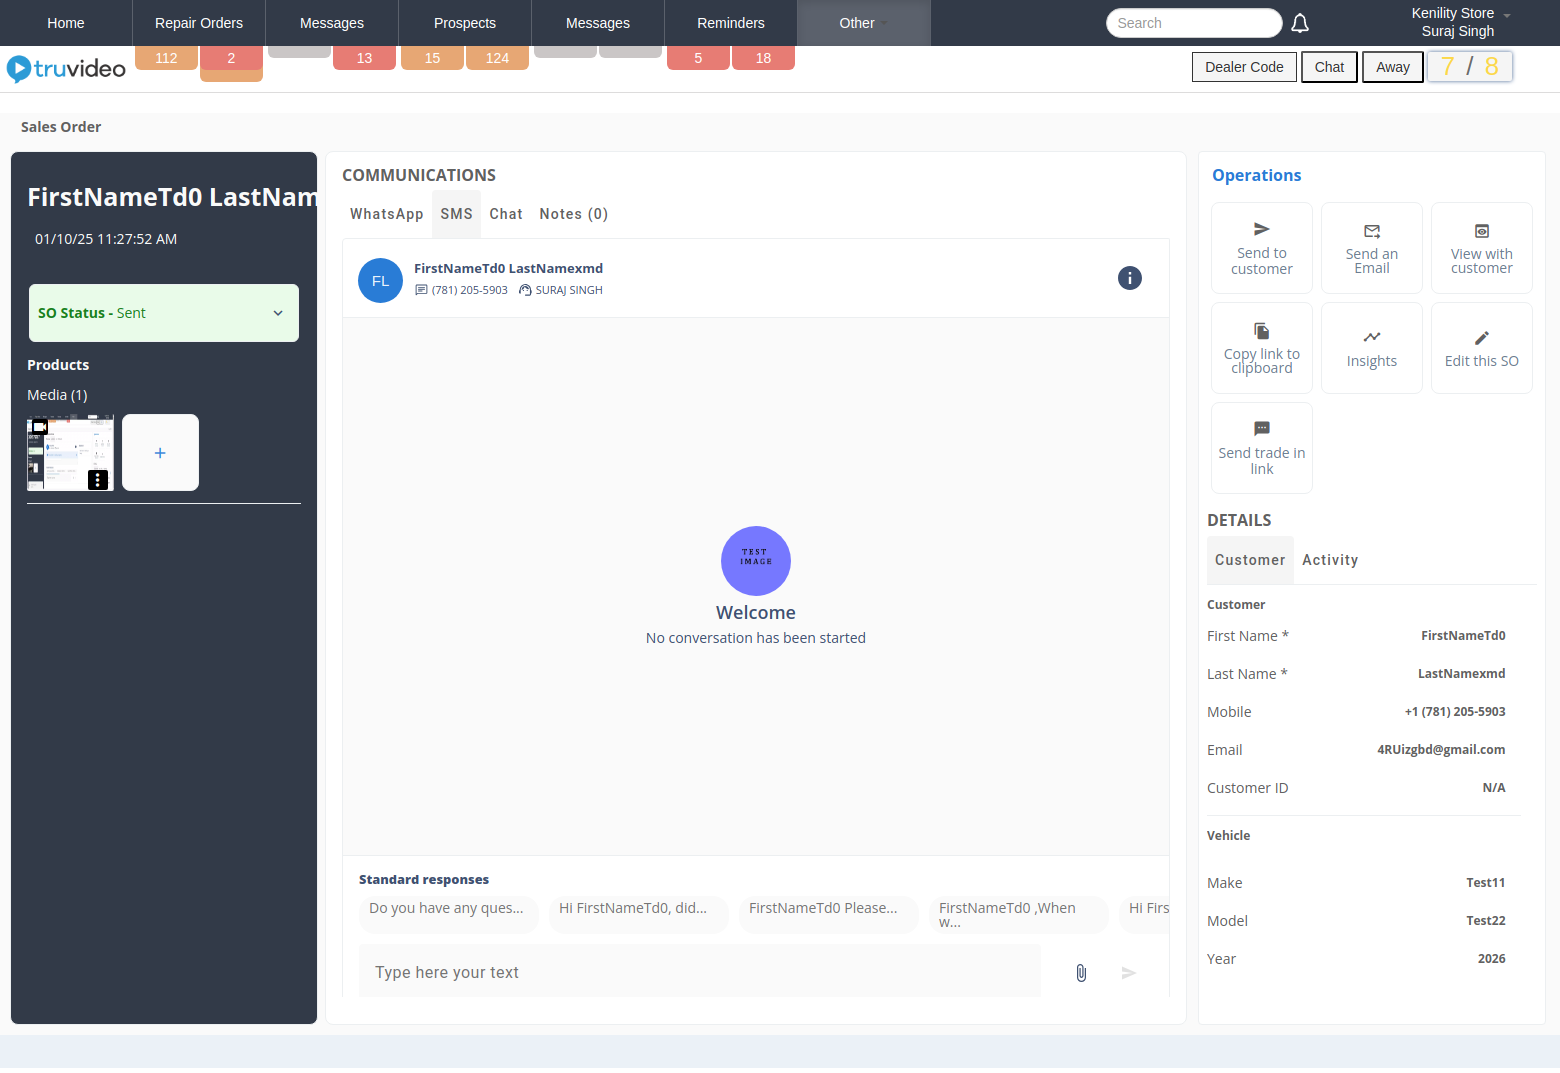 Home
Repair Orders
Messages
Prospects
Messages
Reminders
Other
Search
Kenility Store
Suraj Singh
truvideo
112
2
13
15
124
5
18
Dealer Code
Chat
Away
7 / 8
Sales Order
FirstNameTd0 LastNam
01/10/25 11:27:52 AM
SO Status - Sent
Products
Media (1)
+
COMMUNICATIONS
WhatsApp
SMS
Chat
Notes (0)
FL
FirstNameTd0 LastNamexmd
(781) 205-5903
SURAJ SINGH
TEST
IMAGE
Welcome
No conversation has been started
Standard responses
Do you have any ques...
Hi FirstNameTd0, did...
FirstNameTd0 Please...
FirstNameTd0 ,When
w...
Hi Firs
Type here your text
Operations
Send to
customer
Send an
Email
View with
customer
Copy link to
clipboard
Insights
Edit this SO
Send trade in
link
DETAILS
Customer
Activity
Customer
First Name * FirstNameTd0
Last Name * LastNamexmd
Mobile +1 (781) 205-5903
Email 4RUizgbd@gmail.com
Customer ID N/A
Vehicle
Make Test11
Model Test22
Year 2026